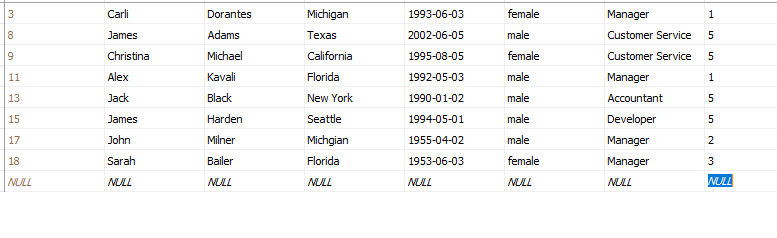 3 Carli Dorantes Michigan 1993-06-03 female Manager 1
8 James Adams Texas 2002-06-05 male Customer Service 5
9 Christina Michael California 1995-08-05 female Customer Service 5
11 Alex Kavali Florida 1992-05-03 male Manager 1
13 Jack Black New York 1990-01-02 male Accountant 5
15 James Harden Seattle 1994-05-01 male Developer 5
17 John Milner Michgian 1955-04-02 male Manager 2
18 Sarah Bailer Florida 1953-06-03 female Manager 3
NULL NULL NULL NULL NULL NULL NULL NULL